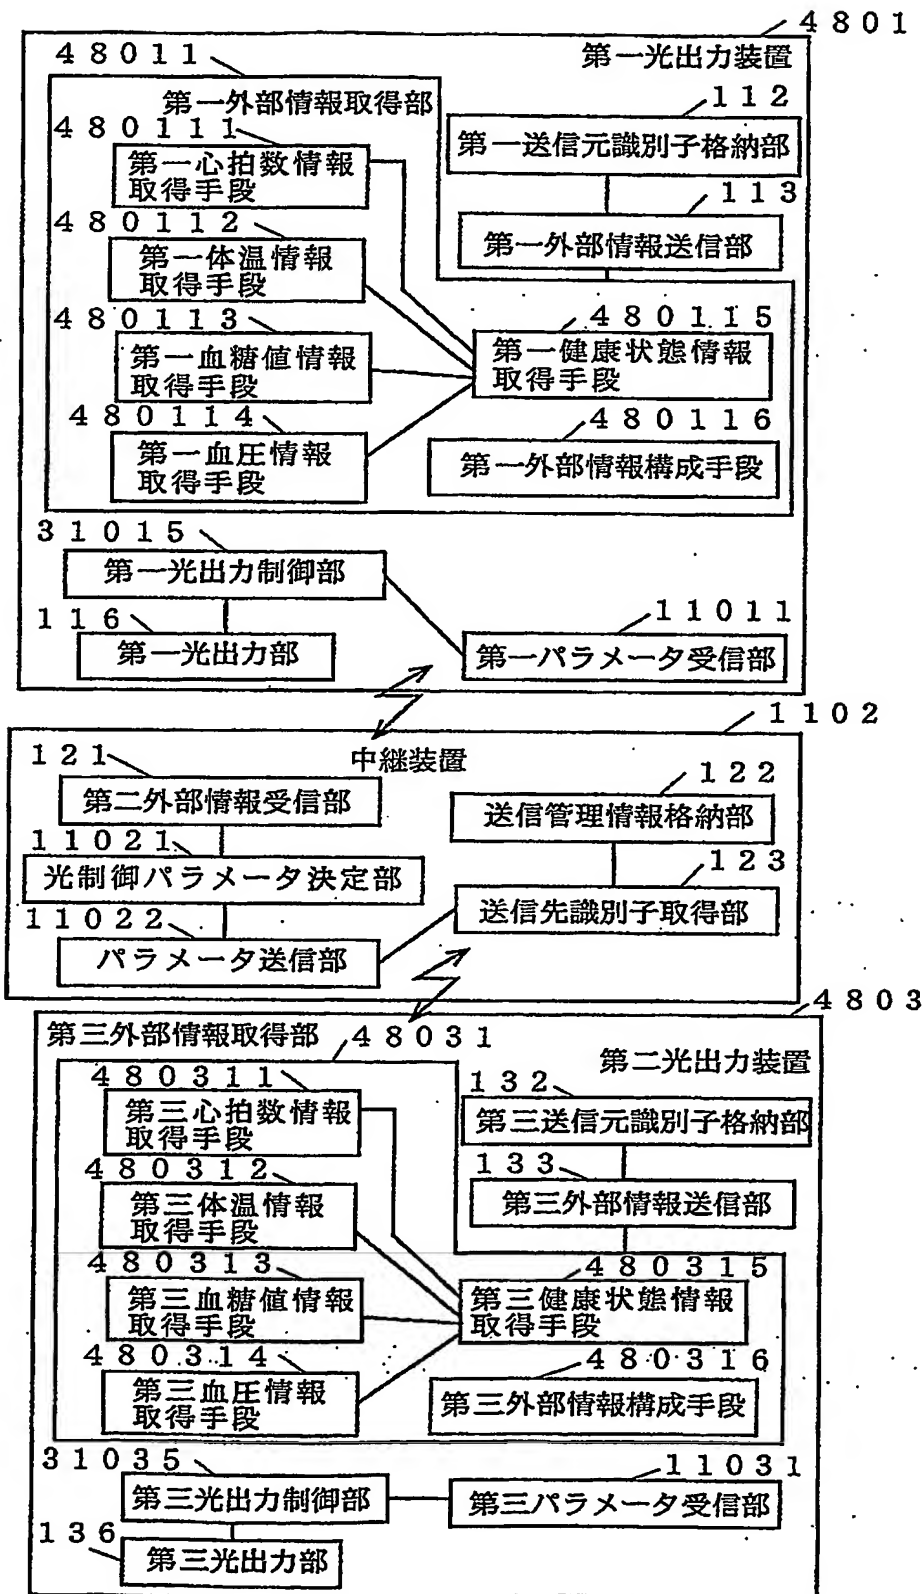 4801
48011
第一光出力装置
第一外部情報取得部
112
480111
第一送信元識別子格納部
第一心拍数情報
取得手段
113
480112
第一外部情報送信部
第一体温情報
取得手段
480113
480115
第一血糖値情報
取得手段
第一健康状態情報
取得手段
480114
480116
第一血圧情報
取得手段
第一外部情報構成手段
31015
第一光出力制御部
116
11011
第一光出力部
第一パラメータ受信部
1102
121
中継装置
122
第二外部情報受信部
送信管理情報格納部
11021
123
光制御パラメータ決定部
送信先識別子取得部
11022
パラメータ送信部
4803
第三外部情報取得部
48031
第二光出力装置
480311
132
第三心拍数情報
取得手段
第三送信元識別子格納部
480312
133
第三体温情報
取得手段
第三外部情報送信部
480313
480315
第三血糖値情報
取得手段
第三健康状態情報
取得手段
480314
480316
第三血圧情報
取得手段
第三外部情報構成手段
31035
11031
第三光出力制御部
第三パラメータ受信部
136
第三光出力部